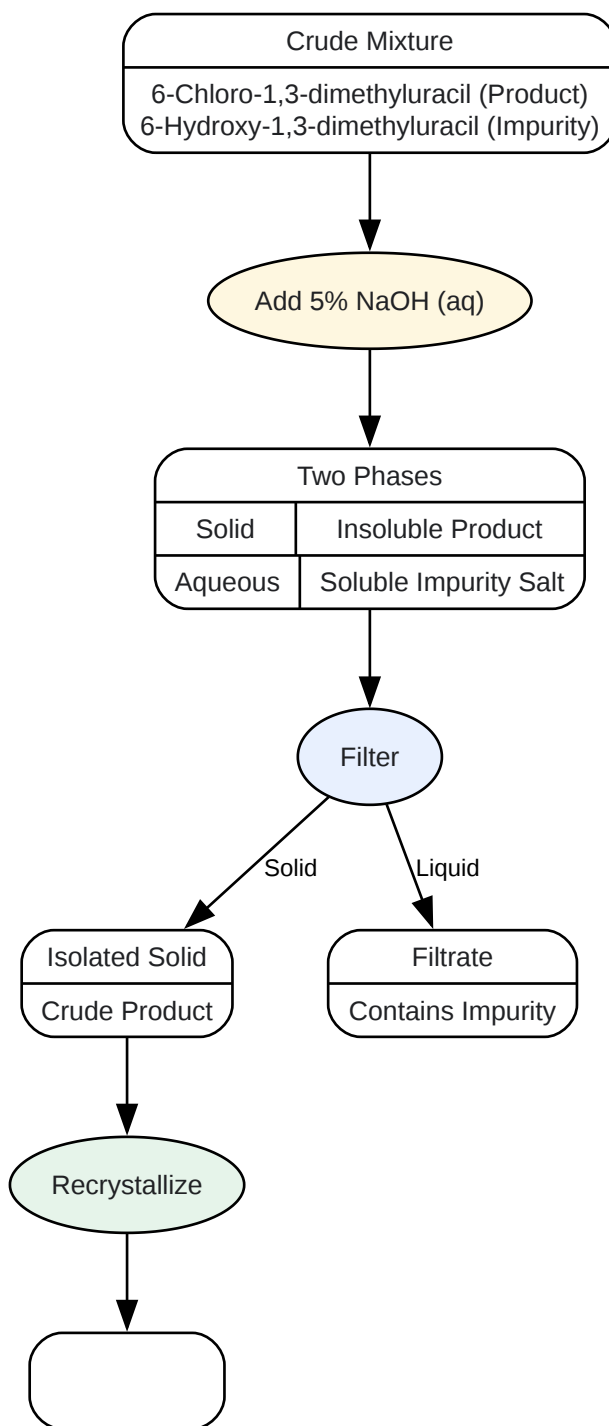 Crude Mixture
6-Chloro-1,3-dimethyluracil (Product)
6-Hydroxy-1,3-dimethyluracil (Impurity)
Add 5% NaOH (aq)
Two Phases
Solid Insoluble Product
Aqueous Soluble Impurity Salt
Filter
Solid Liquid
Isolated Solid Filtrate
Crude Product Contains Impurity
Recrystallize